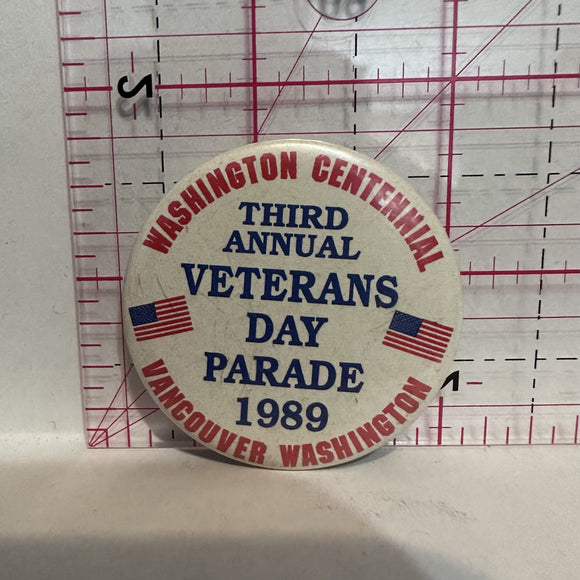 WASHINGTON CENTENNIAL
THIRD
ANNUAL
VETERANS
DAY
PARADE
1989
VANCOUVER WASHINGTON